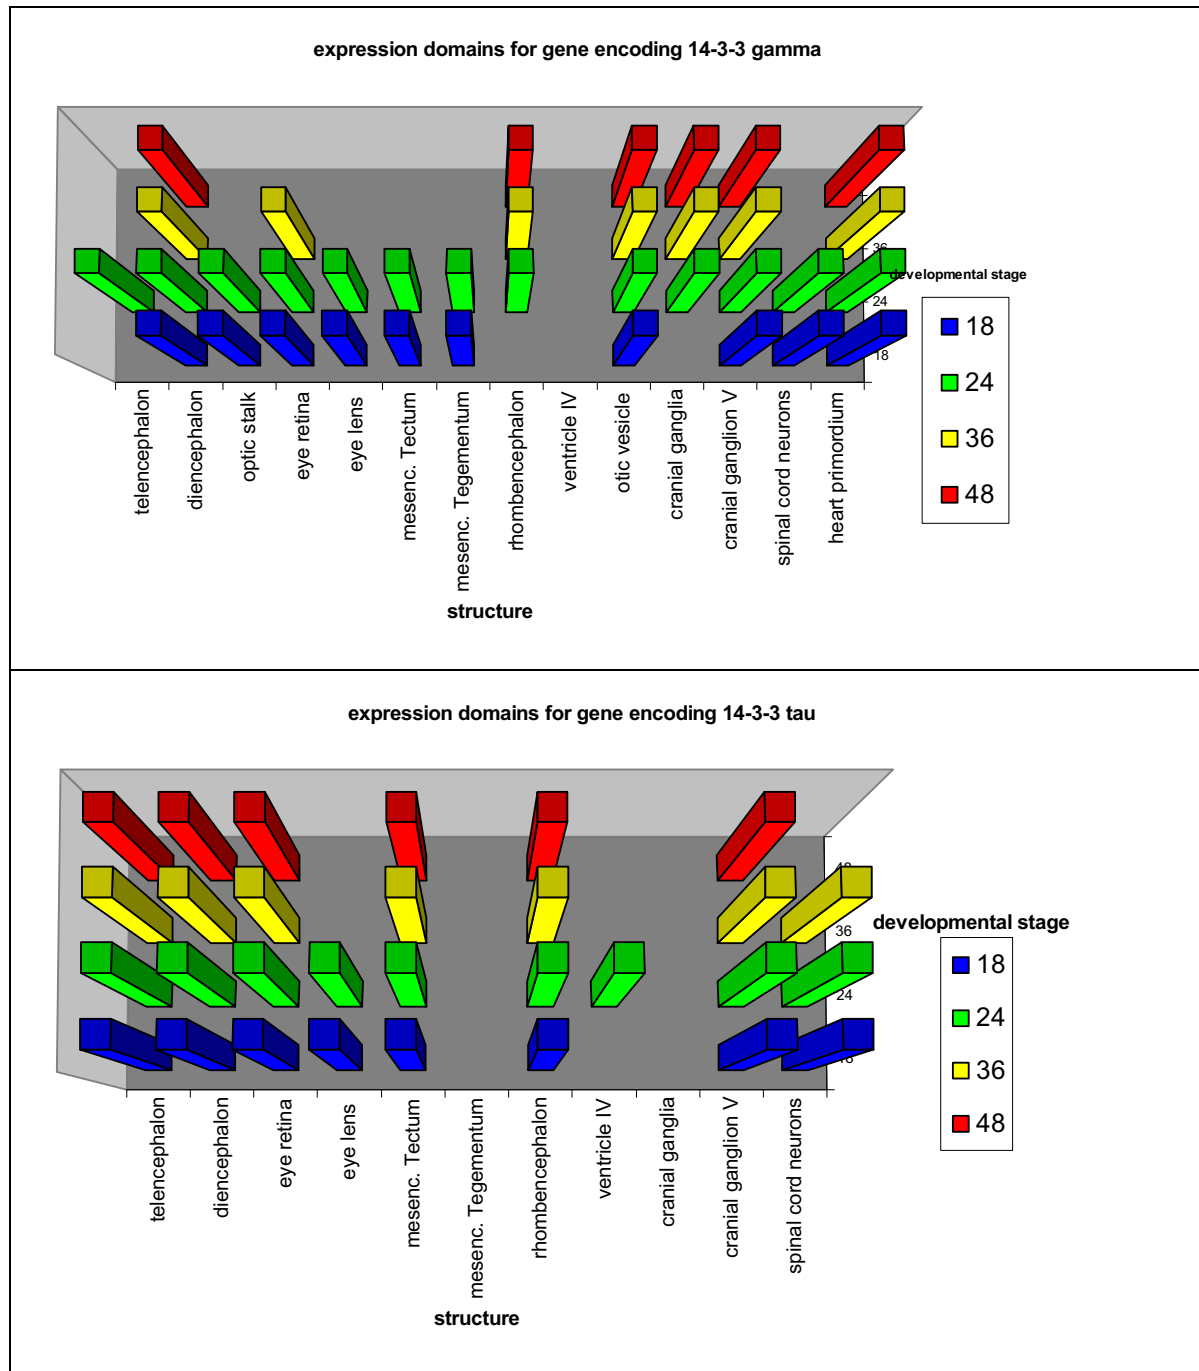 expression domains for gene encoding 14-3-3 gamma
36
developmental stage
24
18
18
24
36
48
telencephalon
diencephalon
optic stalk
eye retina
eye lens
mesenc. Tectum
mesenc. Tegementum
rhombencephalon
ventricle IV
otic vesicle
cranial ganglia
cranial ganglion V
spinal cord neurons
heart primordium
structure
expression domains for gene encoding 14-3-3 tau
48
developmental stage
36
24
18
18
24
36
48
telencephalon
diencephalon
eye retina
eye lens
mesenc. Tectum
mesenc. Tegementum
rhombencephalon
ventricle IV
cranial ganglia
cranial ganglion V
spinal cord neurons
structure